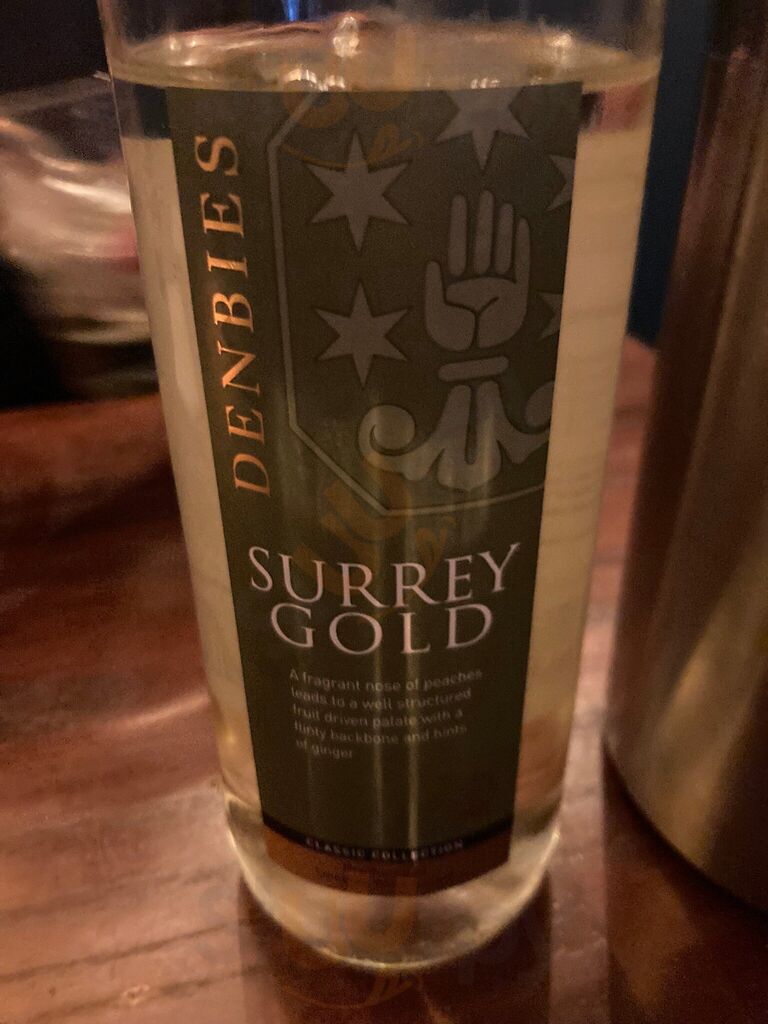 DENBIES
SURREY
GOLD
A fragrant nose of peaches
leads to a well structured
fruit driven palate with a
flinty backbone and hints
of ginger
CLASSIC COLLECTION